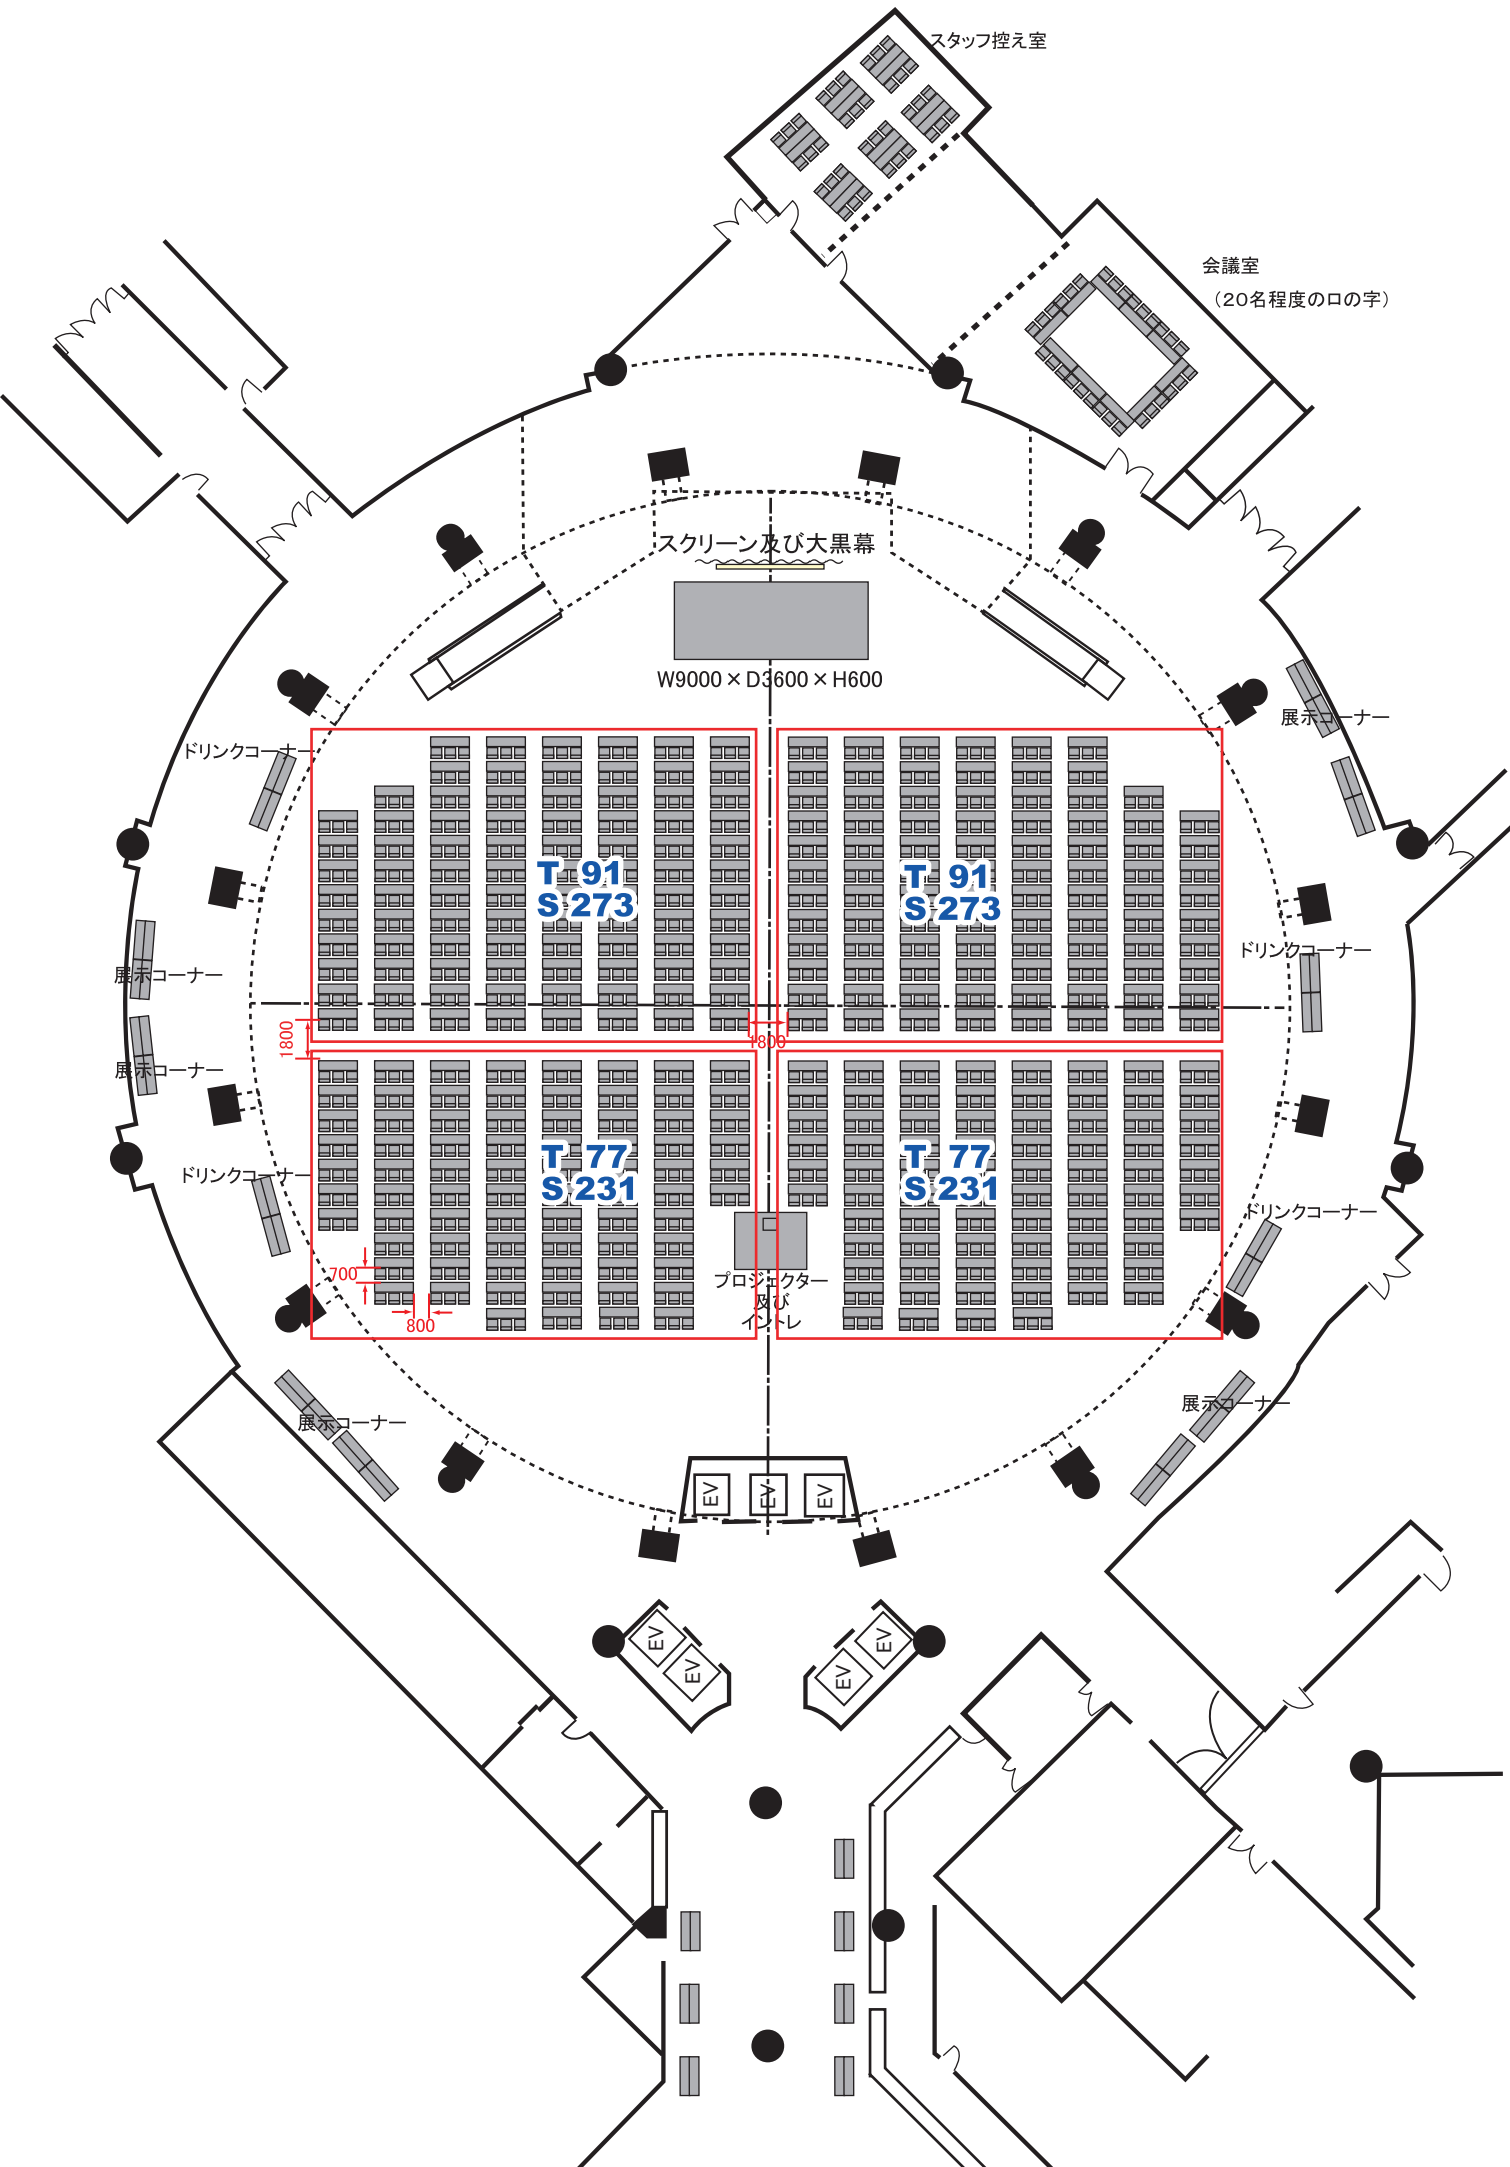 スタッフ控え室
会議室
（20名程度のロの字）
スクリーン及び大黒幕
W9000×D3600×H600
展示コーナー
ドリンクコーナー
T 91
S 273
T 91
S 273
ドリンクコーナー
展示コーナー
1800
1800
展示コーナー
T 77
S 231
T 77
S 231
ドリンクコーナー
ドリンクコーナー
700
800
プロジェクター
及び
イントレ
展示コーナー
展示コーナー
EV
EV
EV
EV
EV
EV
EV